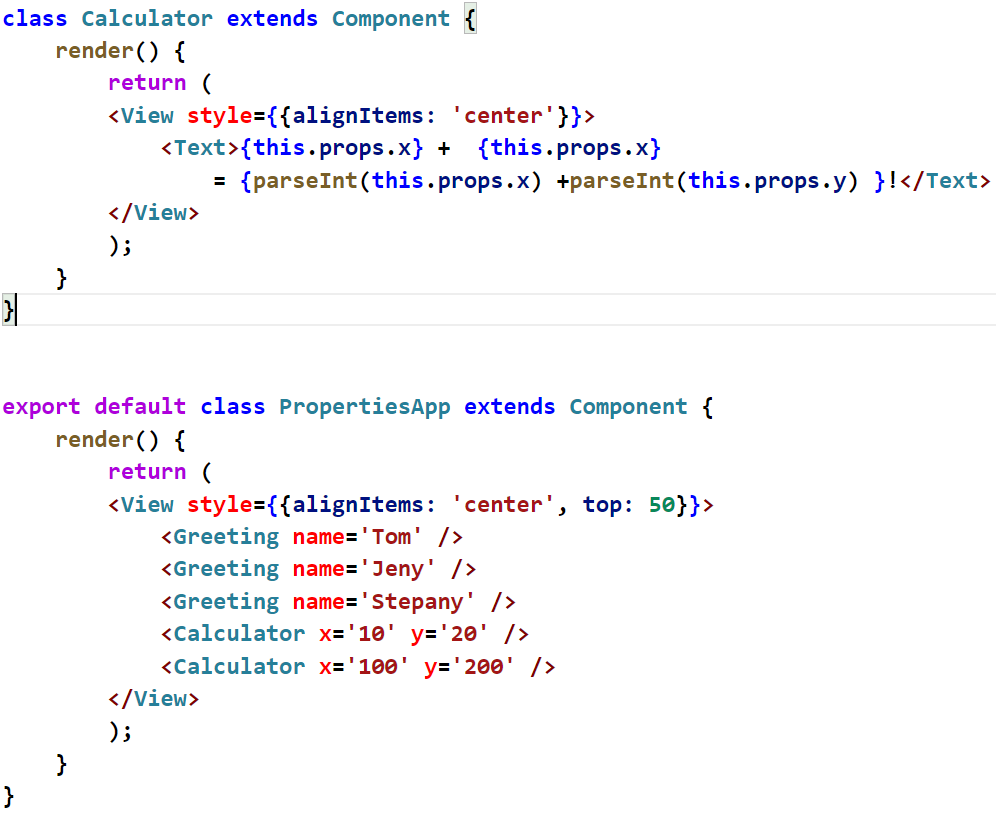 class Calculator extends Component {
    render() {
        return (
        <View style={{alignItems: 'center'}}>
            <Text>{this.props.x} +  {this.props.x}
                = {parseInt(this.props.x) +parseInt(this.props.y) }!</Text>
        </View>
        );
    }
}
export default class PropertiesApp extends Component {
    render() {
        return (
        <View style={{alignItems: 'center', top: 50}}>
            <Greeting name='Tom' />
            <Greeting name='Jeny' />
            <Greeting name='Stepany' />
            <Calculator x='10' y='20' />
            <Calculator x='100' y='200' />
        </View>
        );
    }
}